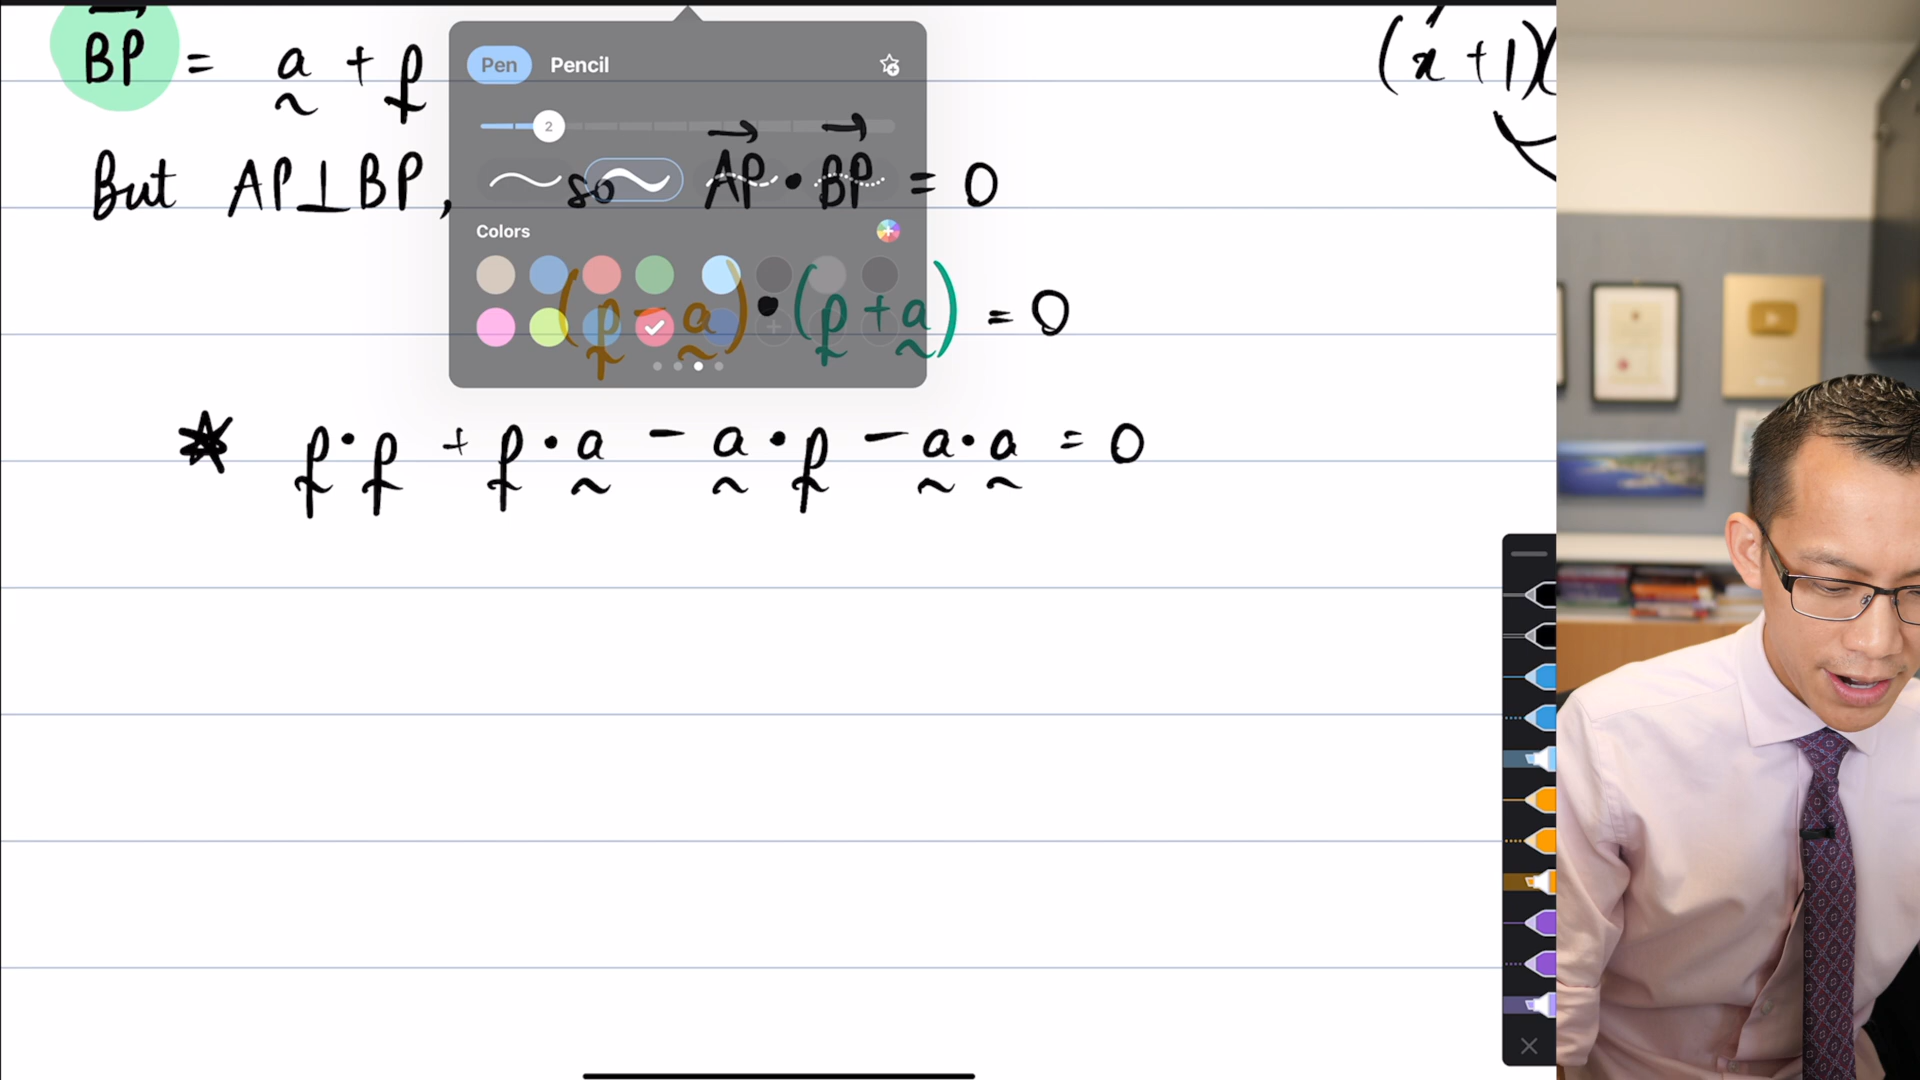 BP = a + p
(x + 1)(
Pen Pencil
2
But AP⊥BP, so AP • BP = 0
Colors
(p - a) • (p + a) = 0
* p • p + p • a - a • p - a • a = 0